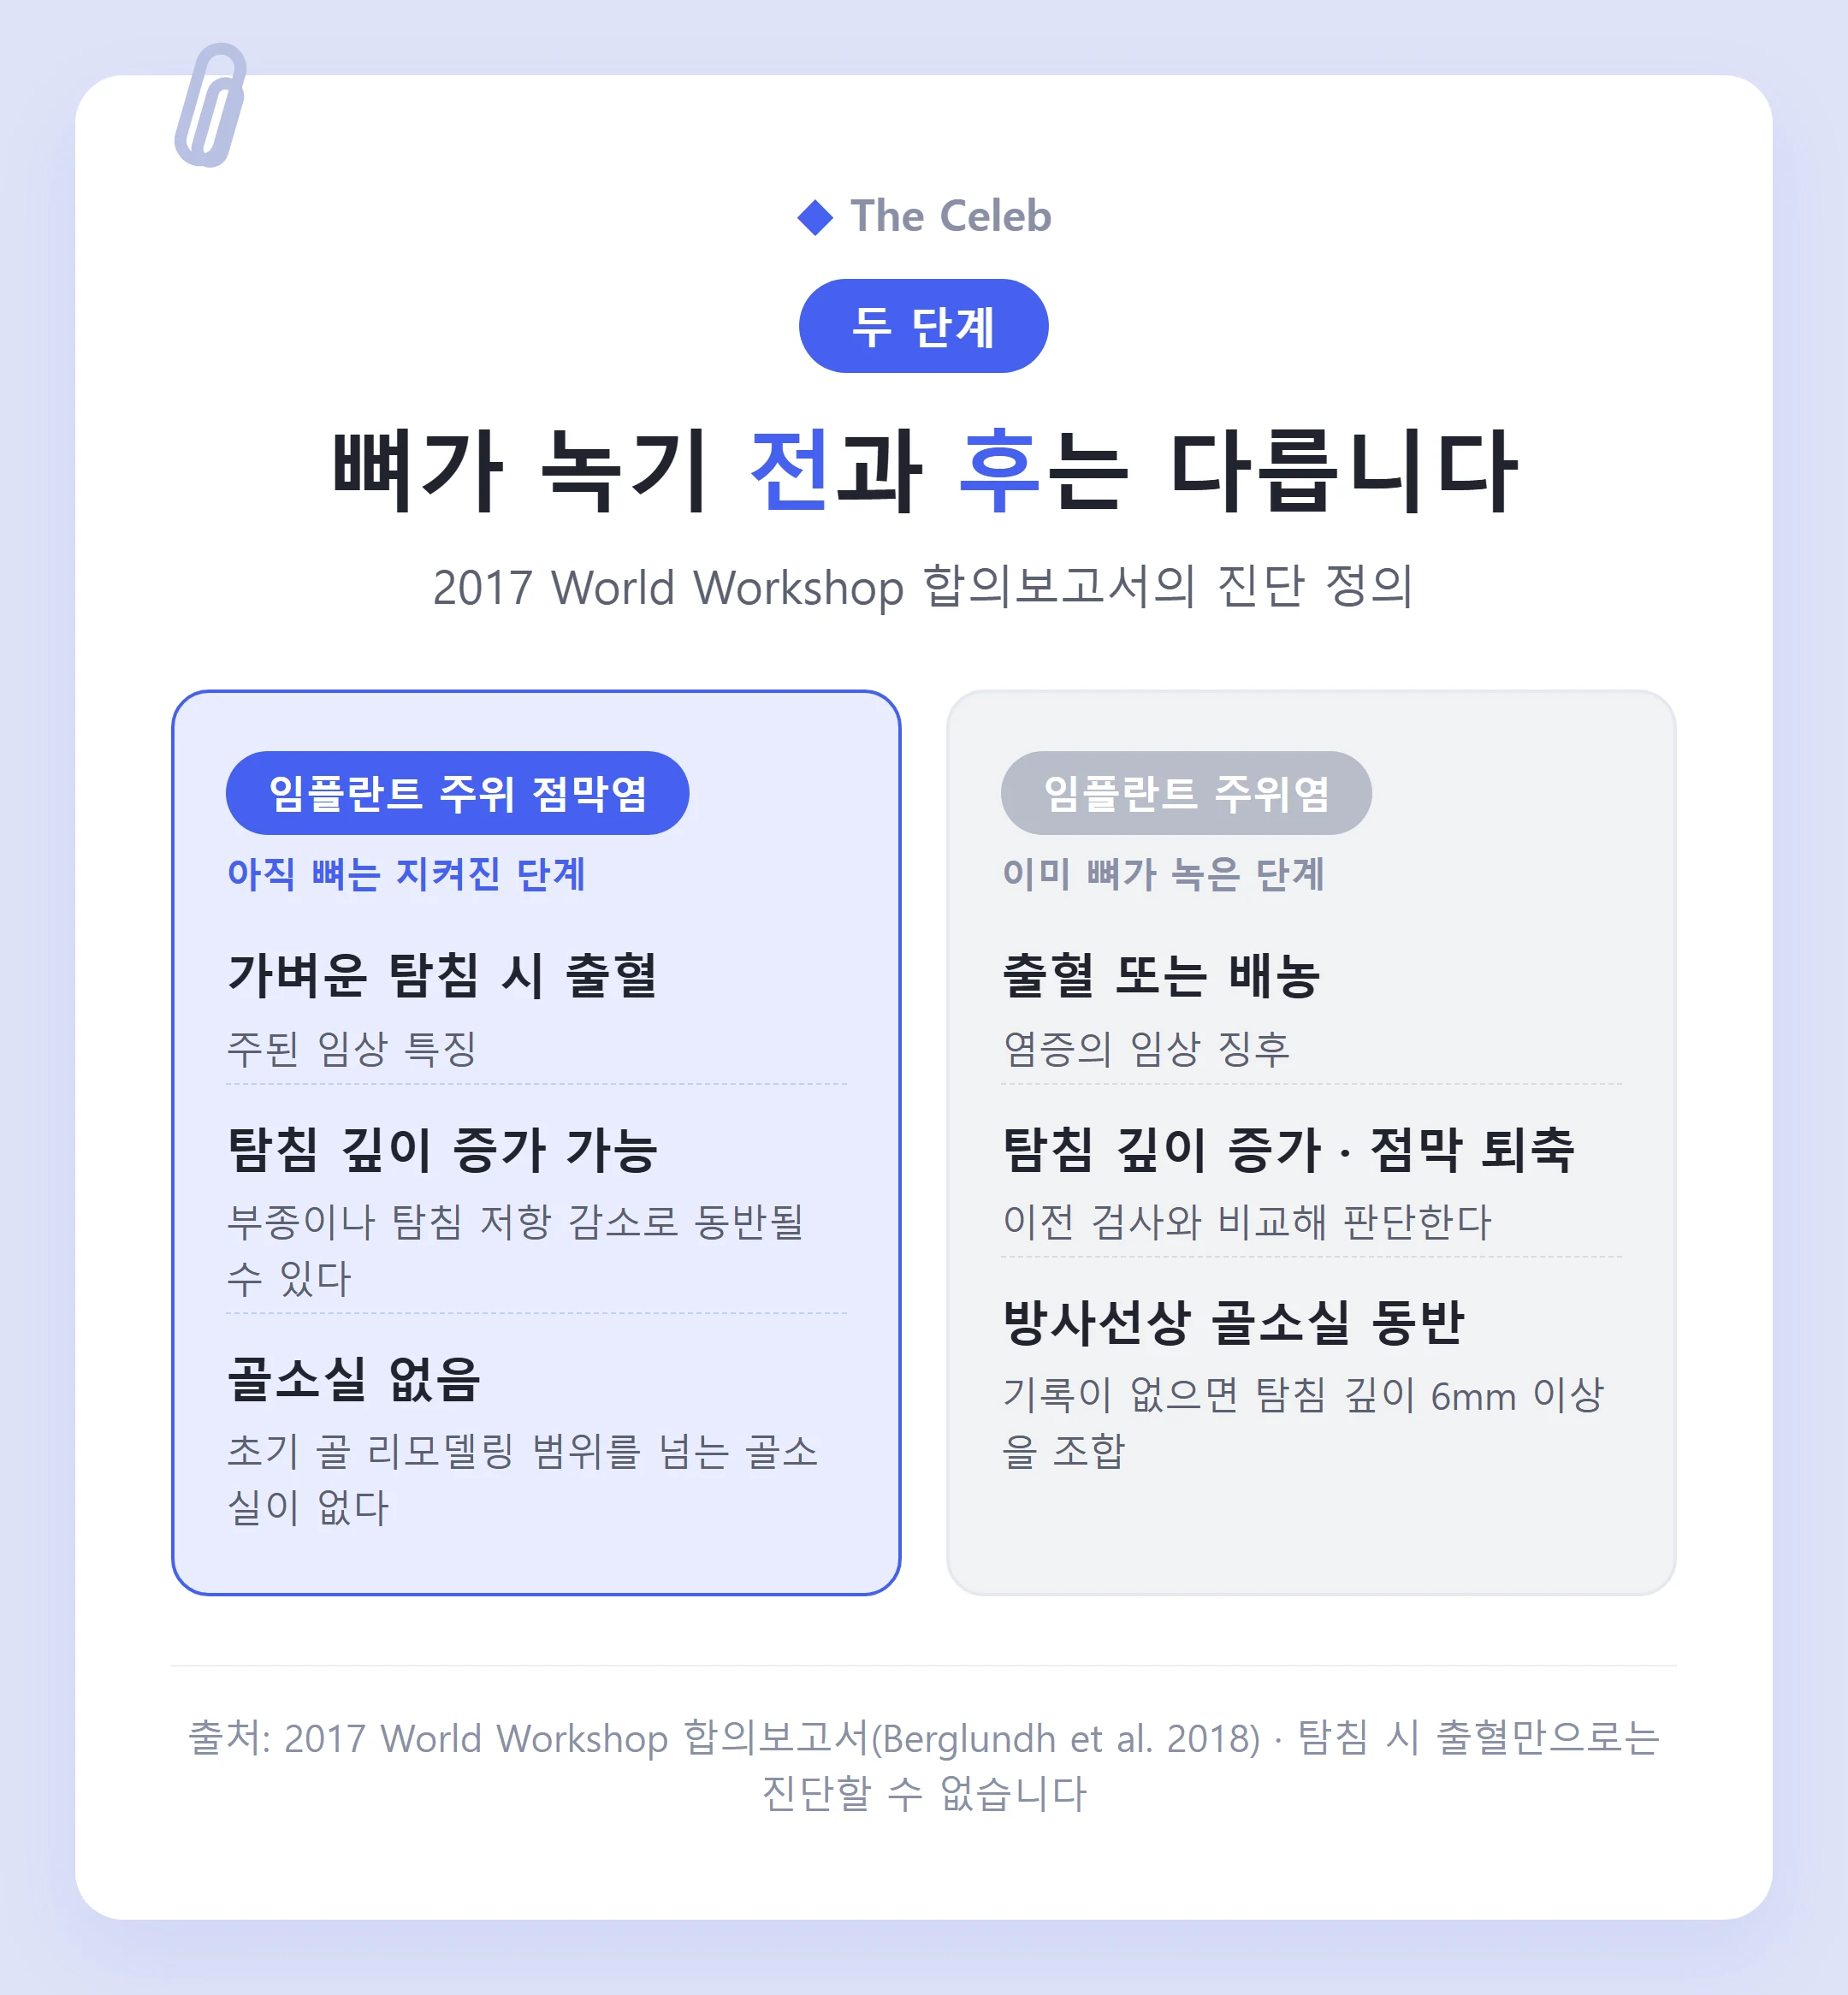 The Celeb
두 단계
뼈가 녹기 전과 후는 다릅니다
2017 World Workshop 합의보고서의 진단 정의
임플란트 주위 점막염
아직 뼈는 지켜진 단계
가벼운 탐침 시 출혈
주된 임상 특징
탐침 깊이 증가 가능
부종이나 탐침 저항 감소로 동반될
수 있다
골소실 없음
초기 골 리모델링 범위를 넘는 골소
실이 없다
임플란트 주위염
이미 뼈가 녹은 단계
출혈 또는 배농
염증의 임상 징후
탐침 깊이 증가 · 점막 퇴축
이전 검사와 비교해 판단한다
방사선상 골소실 동반
기록이 없으면 탐침 깊이 6mm 이상
을 조합
출처: 2017 World Workshop 합의보고서(Berglundh et al. 2018) · 탐침 시 출혈만으로는
진단할 수 없습니다